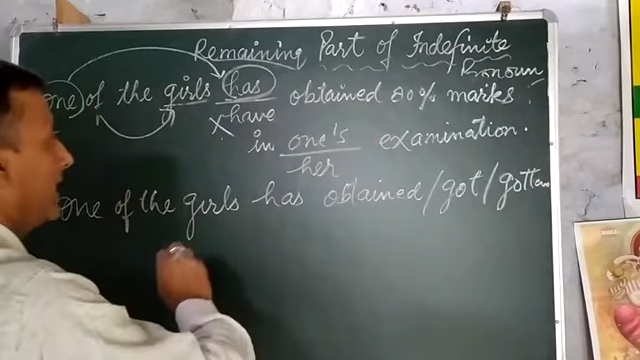 Remaining Part of Indefinite
Pronoun
one of the girls has obtained 80% marks.
have
in one's examination.
her
one of the girls has obtained/got/gotten